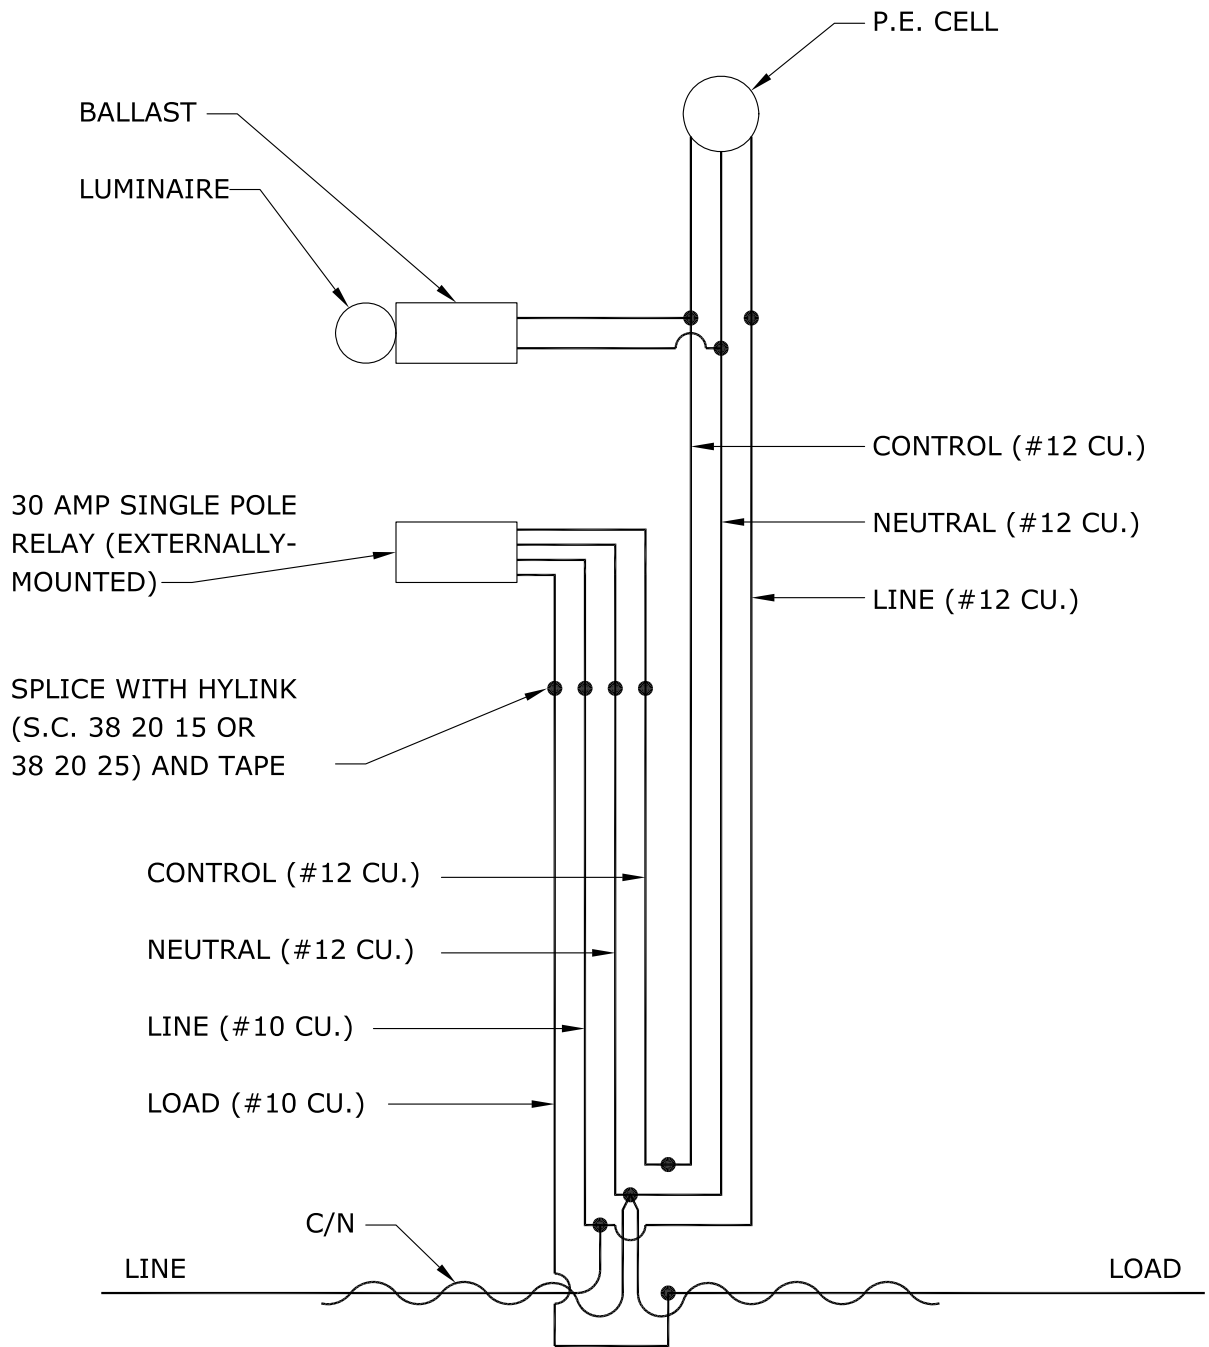 P.E. CELL
BALLAST
LUMINAIRE
CONTROL (#12 CU.)
30 AMP SINGLE POLE
RELAY (EXTERNALLY-
MOUNTED)
NEUTRAL (#12 CU.)
LINE (#12 CU.)
SPLICE WITH HYLINK
(S.C. 38 20 15 OR
38 20 25) AND TAPE
CONTROL (#12 CU.)
NEUTRAL (#12 CU.)
LINE (#10 CU.)
LOAD (#10 CU.)
C/N
LINE
LOAD